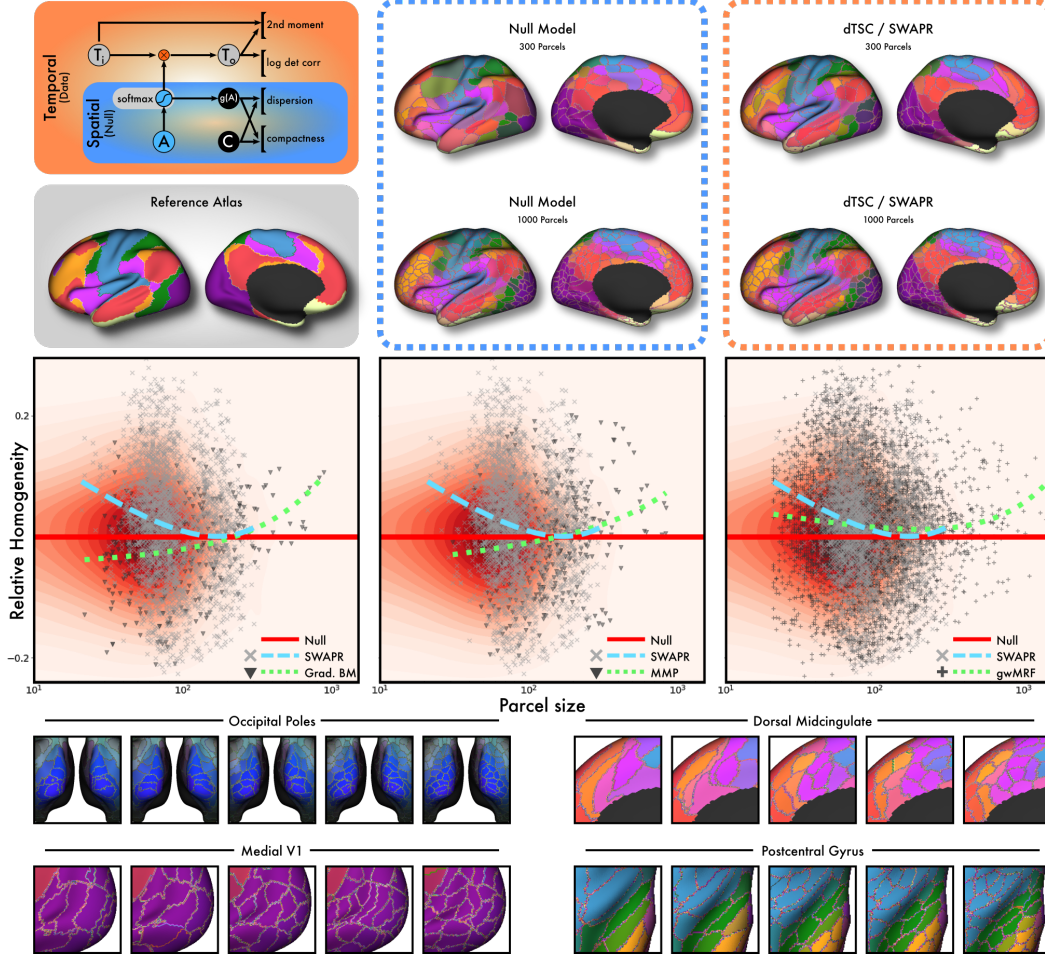 Temporal
(Data)
Spatial
(Null)
T_i
×
T_o
2nd moment
log det corr
softmax
g(A)
dispersion
A
C
compactness
Null Model
300 Parcels
dTSC / SWAPR
300 Parcels
Reference Atlas
Null Model
1000 Parcels
dTSC / SWAPR
1000 Parcels
Relative Homogeneity
0.2
−0.2
Null
SWAPR
Grad. BM
Null
SWAPR
MMP
Null
SWAPR
gwMRF
10¹ 10² 10³
10¹ 10² 10³
10¹ 10² 10³
Parcel size
Occipital Poles
Dorsal Midcingulate
Medial V1
Postcentral Gyrus